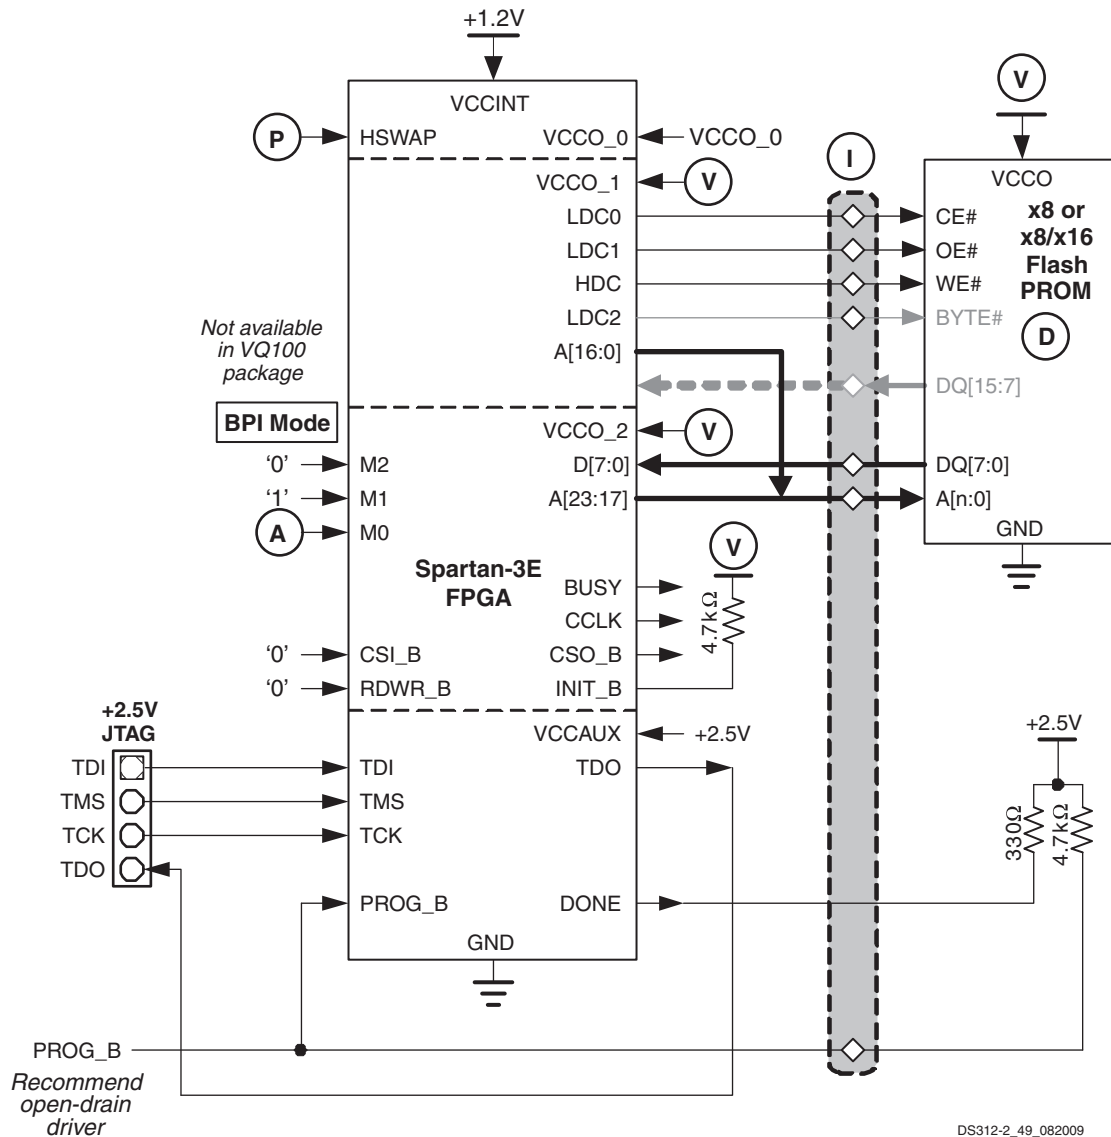 +1.2V
VCCINT
P
HSWAP
VCCO_0
VCCO_0
I
V
VCCO
x8 or
x8/x16
Flash
PROM
D
VCCO_1
V
LDC0
CE#
LDC1
OE#
HDC
WE#
LDC2
BYTE#
A[16:0]
DQ[15:7]
Not available
in VQ100
package
BPI Mode
VCCO_2
V
‘0’
M2
D[7:0]
DQ[7:0]
‘1’
M1
A[23:17]
A[n:0]
A
M0
GND
Spartan-3E
FPGA
V
4.7kΩ
BUSY
CCLK
‘0’
CSI_B
CSO_B
‘0’
RDWR_B
INIT_B
+2.5V
JTAG
VCCAUX
+2.5V
+2.5V
TDI
TDI
TDO
TMS
TMS
TCK
TCK
TDO
330Ω
4.7kΩ
PROG_B
DONE
GND
PROG_B
Recommend
open-drain
driver
DS312-2_49_082009